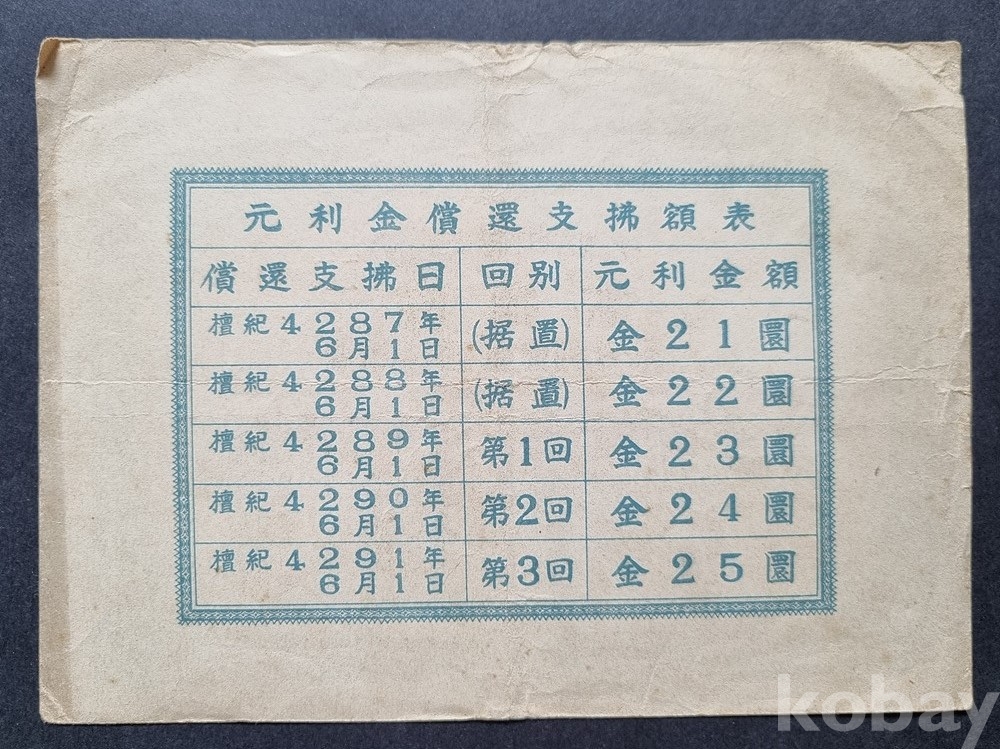 元利金償還支拂額表
償還支拂日 回別 元利金額
檀紀4287年6月1日 (据置) 金21圜
檀紀4288年6月1日 (据置) 金22圜
檀紀4289年6月1日 第1回 金23圜
檀紀4290年6月1日 第2回 金24圜
檀紀4291年6月1日 第3回 金25圜
kobay